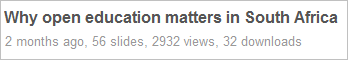 Why open education matters in South Africa
2 months ago, 56 slides, 2932 views, 32 downloads